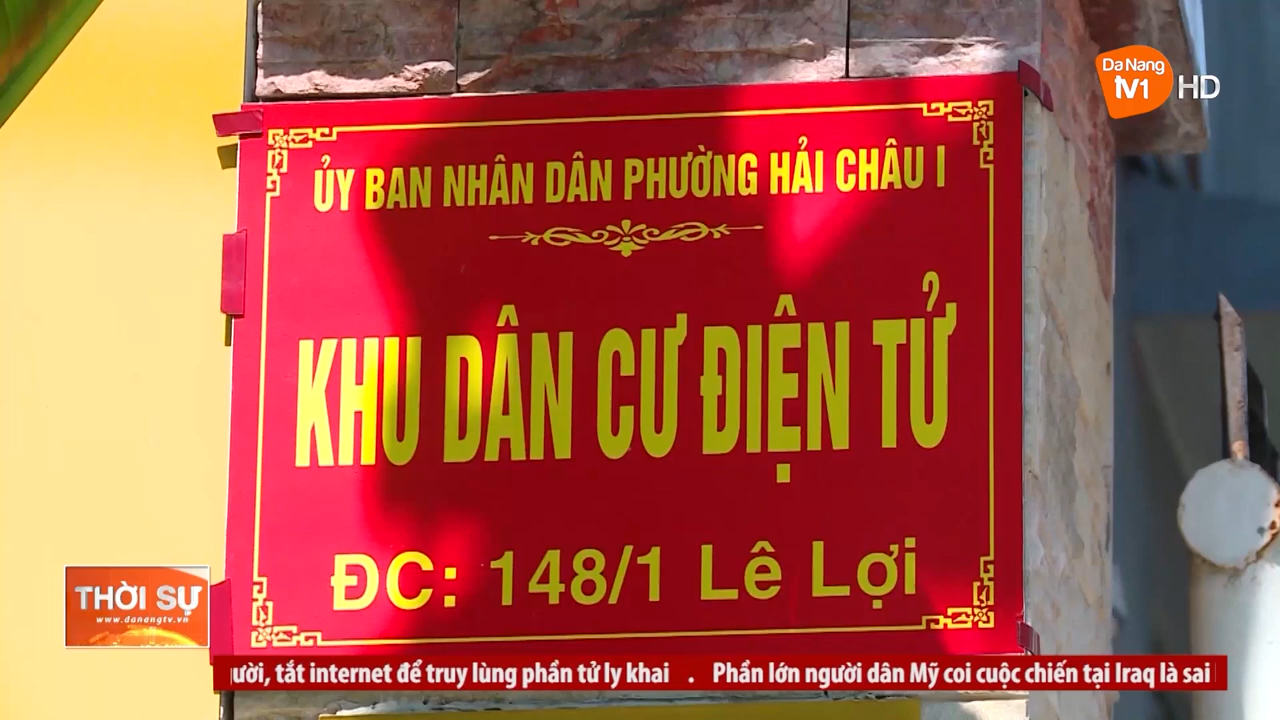 Da Nang
TV1 HD
ỦY BAN NHÂN DÂN PHƯỜNG HẢI CHÂU I
KHU DÂN CƯ ĐIỆN TỬ
ĐC: 148/1 Lê Lợi
THỜI SỰ
www.danangtv.vn
tắt internet để truy lùng phần tử ly khai . Phần lớn người dân Mỹ coi cuộc chiến tại Iraq là sai